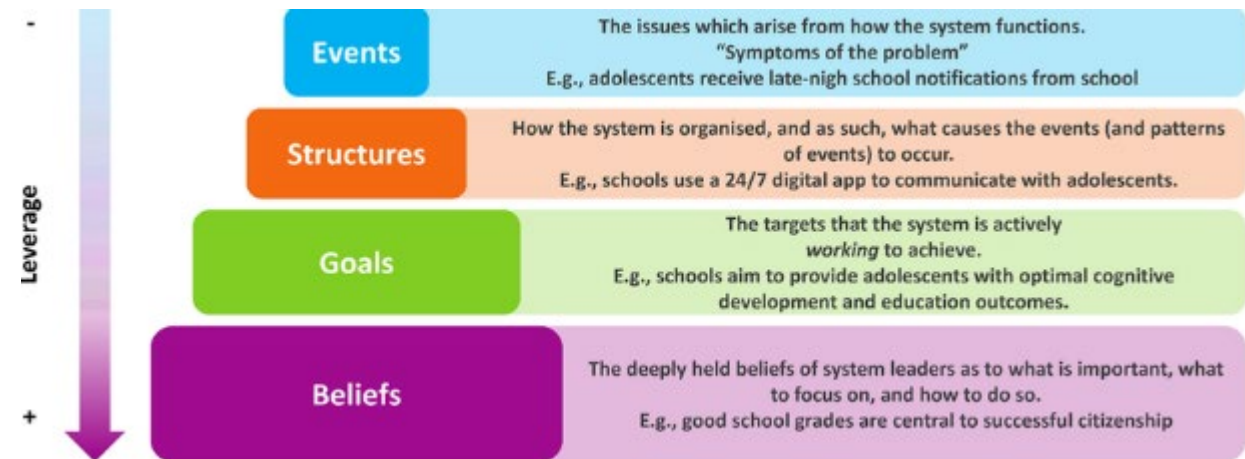 -
Leverage
+
Events
The issues which arise from how the system functions.
“Symptoms of the problem”
E.g., adolescents receive late-nigh school notifications from school
Structures
How the system is organised, and as such, what causes the events (and patterns
of events) to occur.
E.g., schools use a 24/7 digital app to communicate with adolescents.
Goals
The targets that the system is actively
working to achieve.
E.g., schools aim to provide adolescents with optimal cognitive
development and education outcomes.
Beliefs
The deeply held beliefs of system leaders as to what is important, what
to focus on, and how to do so.
E.g., good school grades are central to successful citizenship